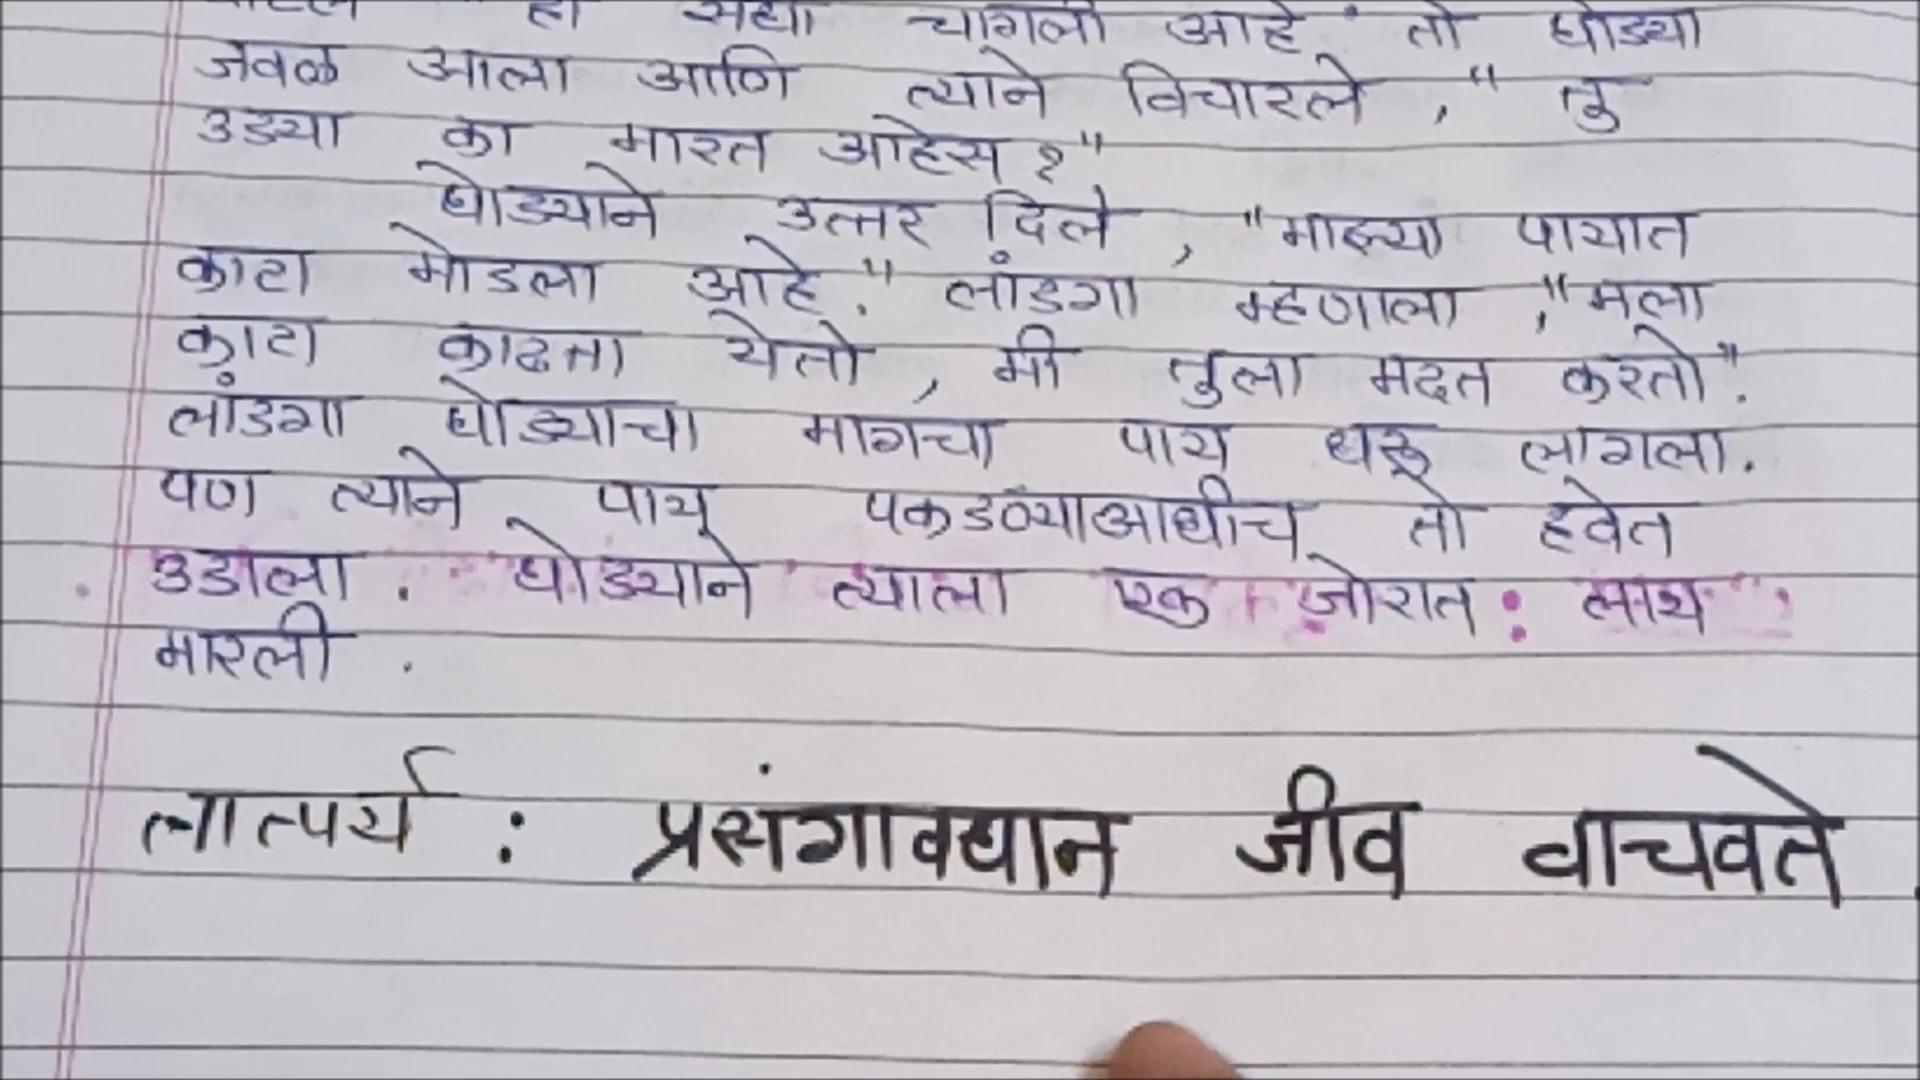 हा संधी चांगली आहे. तो घोड्या
जवळ आला आणि त्याने विचारले, " तु
उड्या का मारत आहेस ?"
घोड्याने उत्तर दिले , "माझ्या पायात
काटा मोडला आहे." लांडगा म्हणाला ,"मला
काटा काढता येतो , मी तुला मदत करतो".
लांडगा घोड्याचा मागचा पाय धरू लागला.
पण त्याने पाय पकडण्याआधीच तो हवेत
उडाला . घोड्याने त्याला एक जोरात लाथ
मारली .
तात्पर्य : प्रसंगावधान जीव वाचवते .